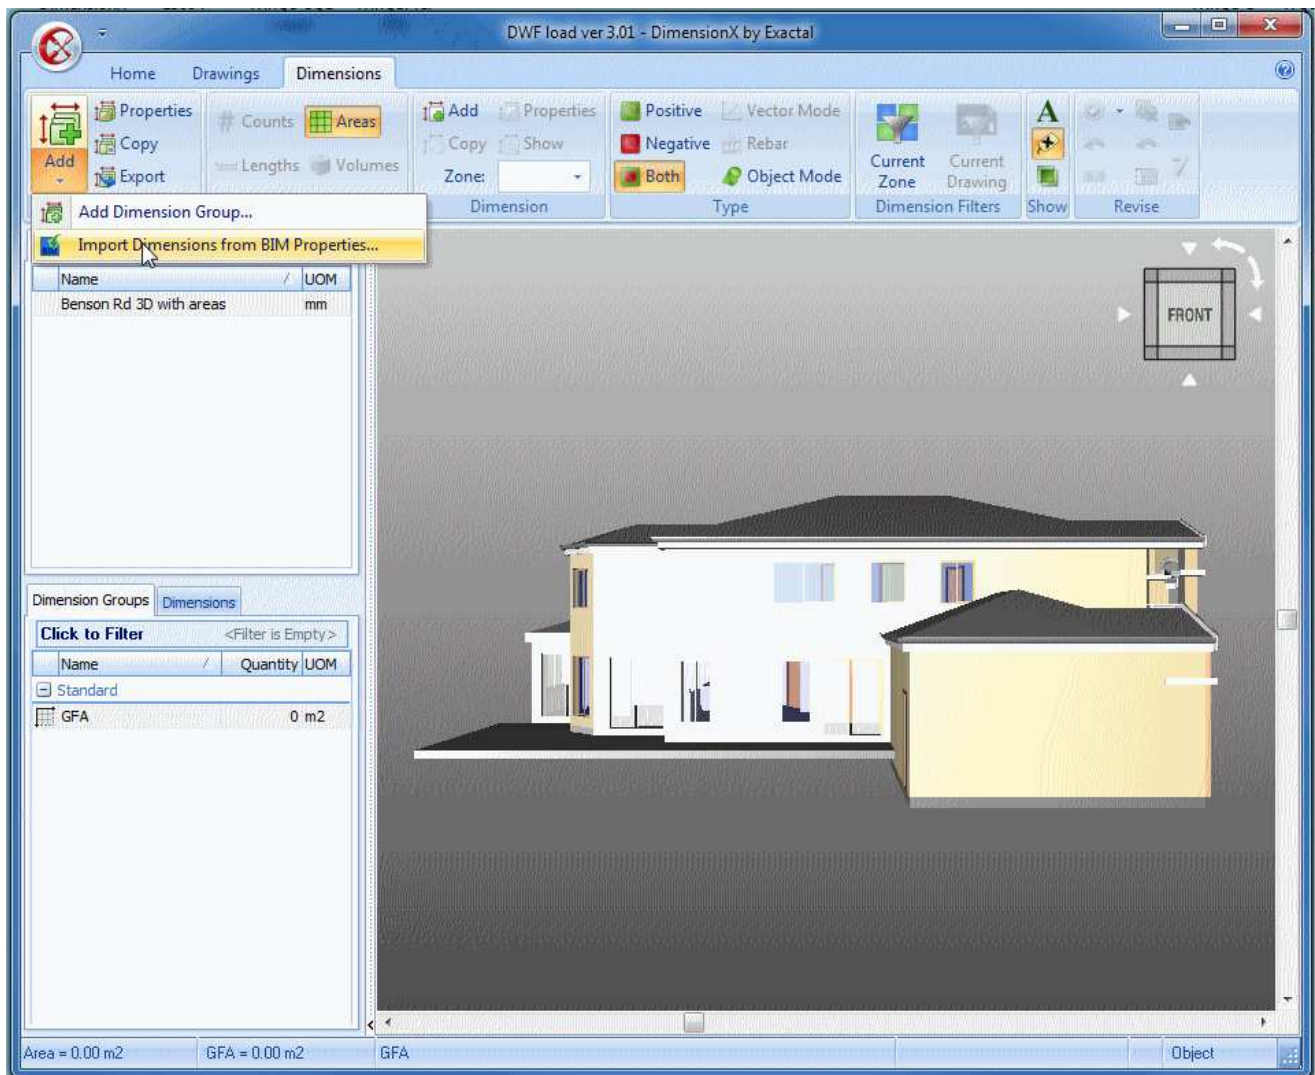 DWF load ver 3.01 - DimensionX by Exactal
Home Drawings Dimensions
Add
Properties
Copy
Export
# Counts Areas
Lengths Volumes
Add Properties
Copy Show
Zone:
Dimension
Positive Vector Mode
Negative Rebar
Both Object Mode
Type
Current Zone
Current Drawing
Dimension Filters
A
Show
Revise
Add Dimension Group...
Import Dimensions from BIM Properties...
Name / UOM
Benson Rd 3D with areas mm
FRONT
Dimension Groups Dimensions
Click to Filter <Filter is Empty>
Name / Quantity UOM
Standard
GFA 0 m2
Area = 0.00 m2 GFA = 0.00 m2 GFA Object